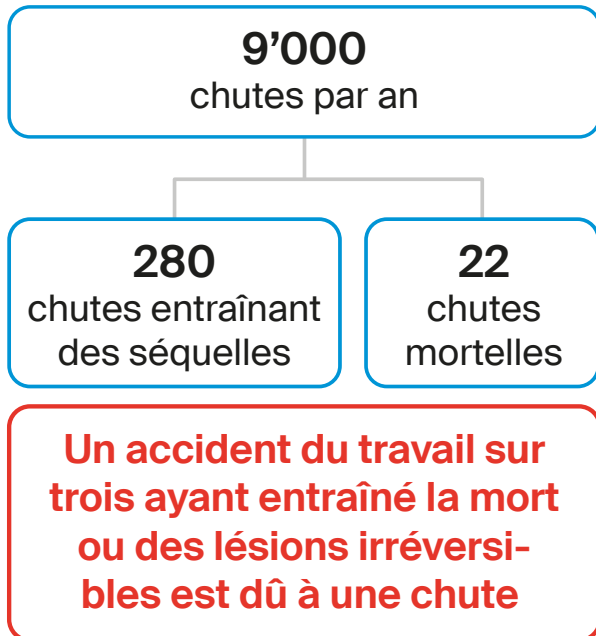 9’000
chutes par an
280
chutes entraînant
des séquelles
22
chutes
mortelles
Un accident du travail sur
trois ayant entraîné la mort
ou des lésions irréversi-
bles est dû à une chute